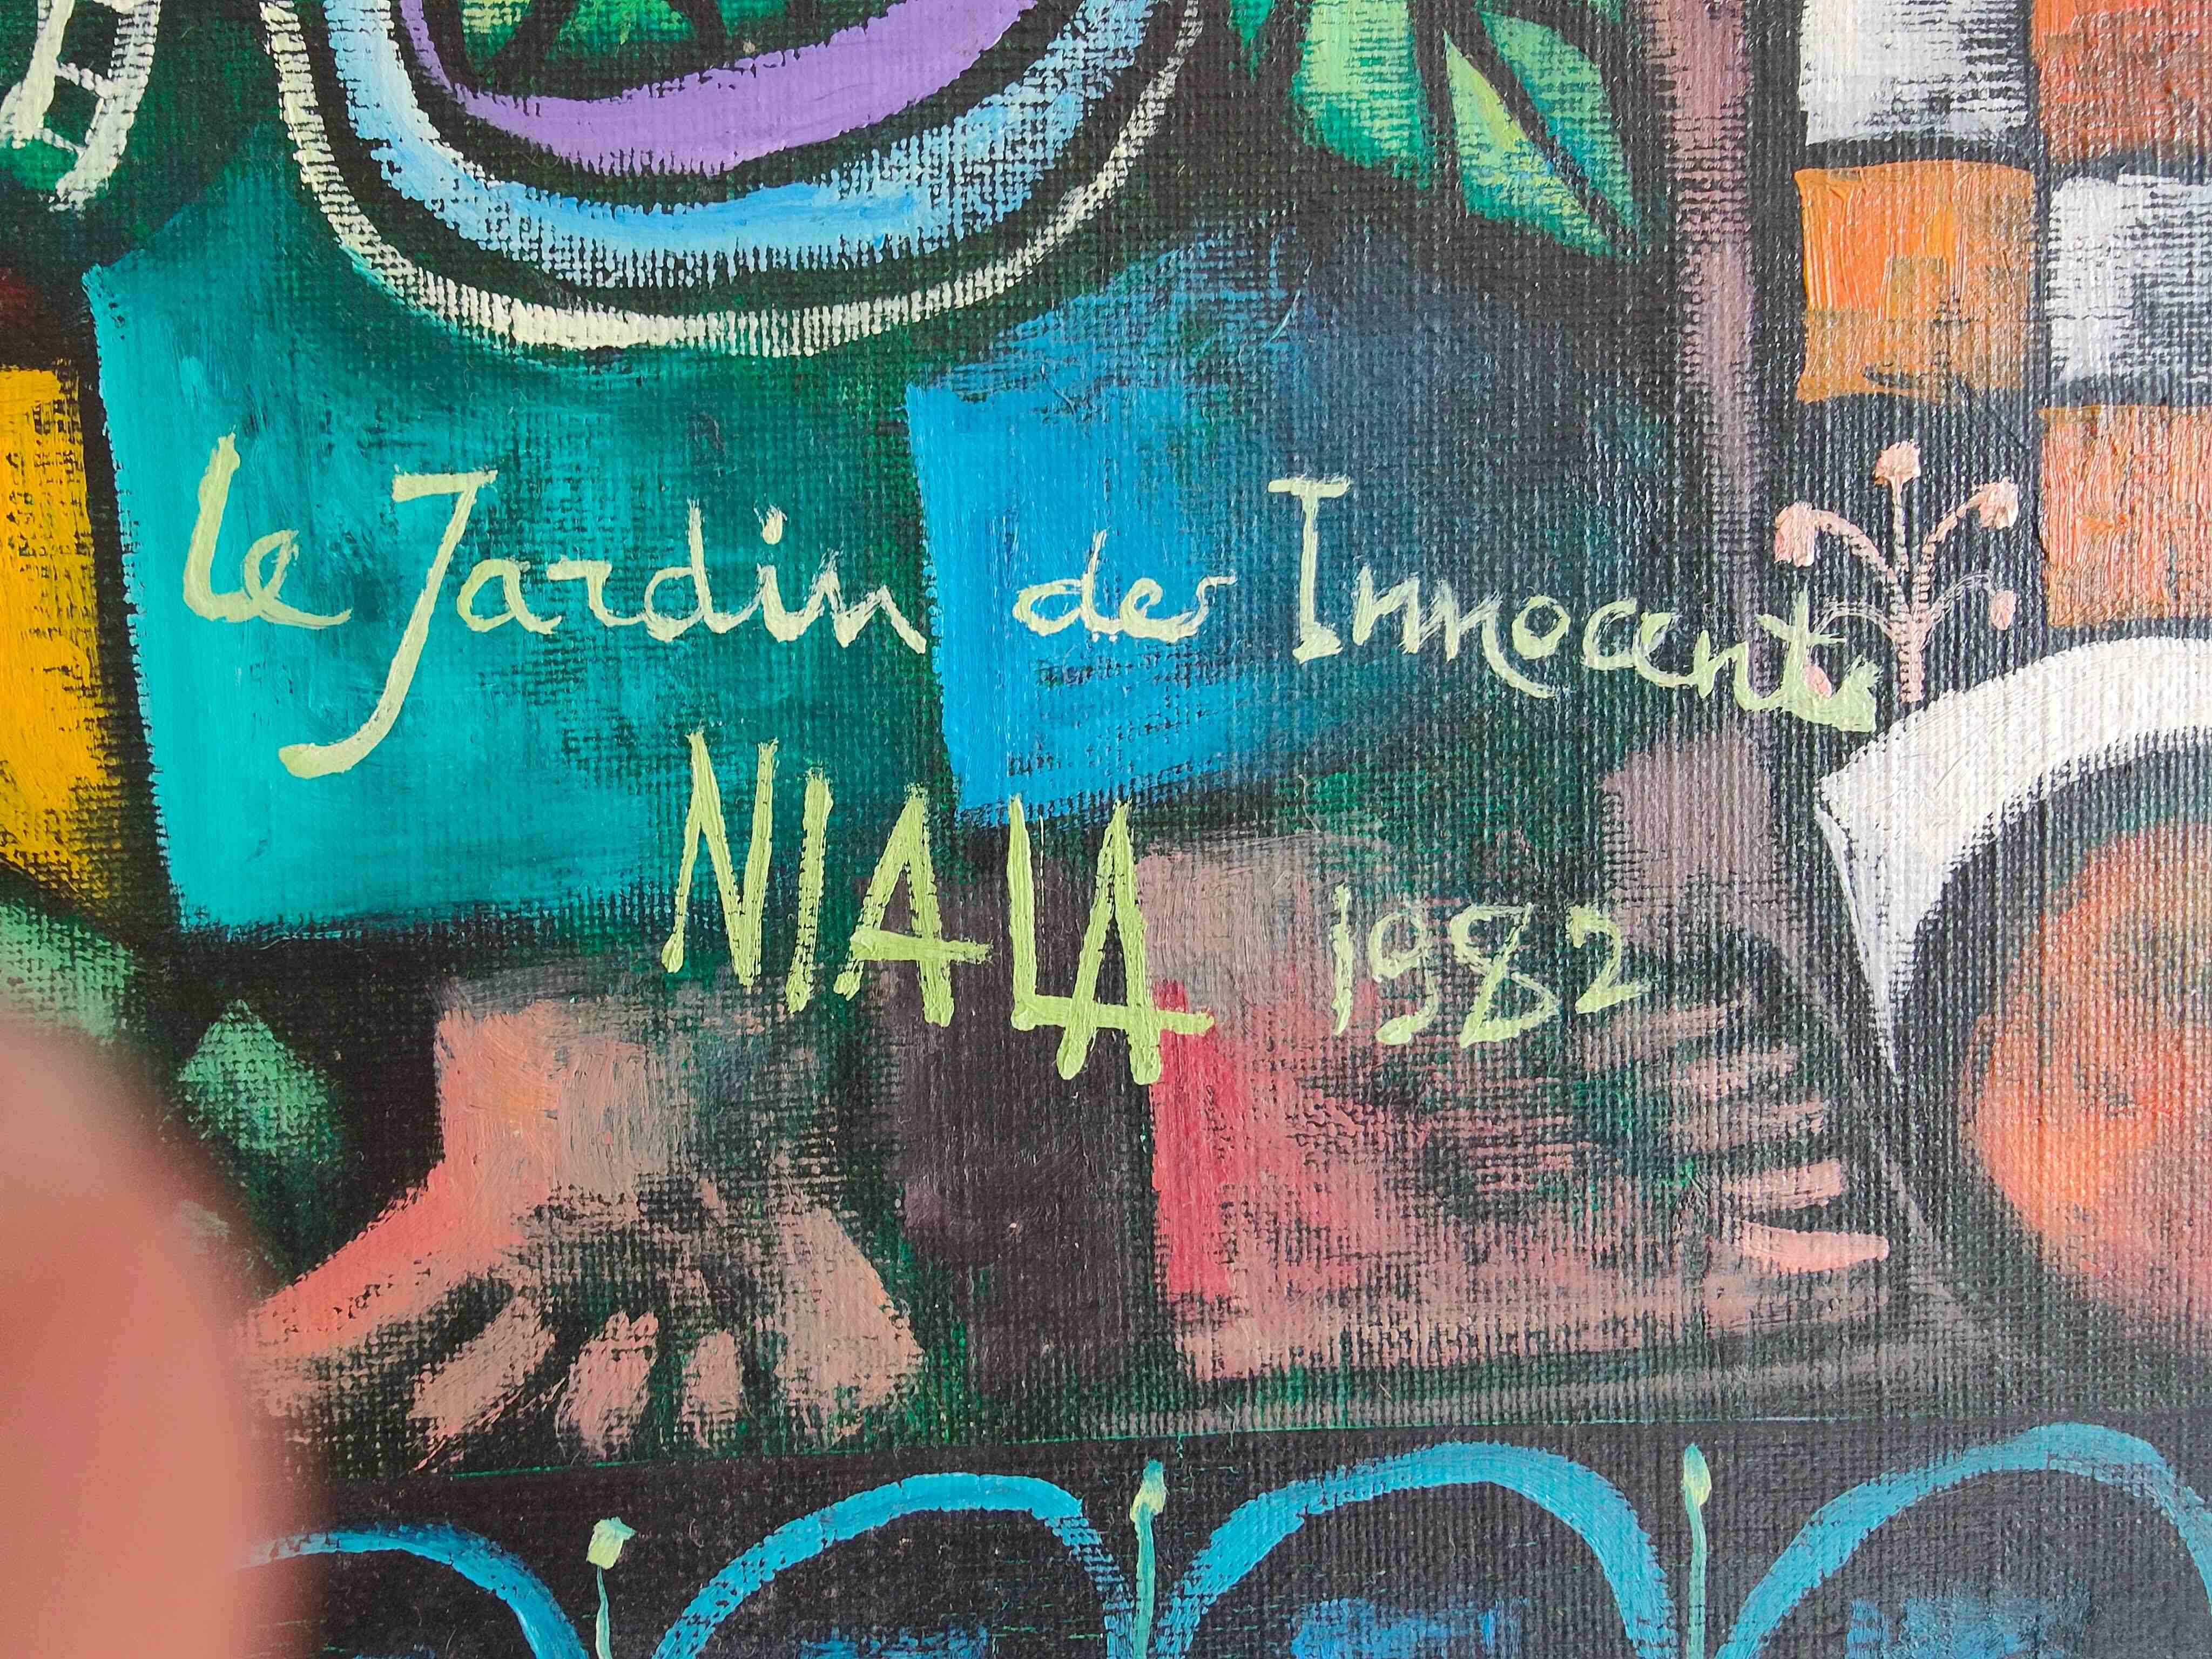 Le Jardin des Innocents
NIALA 1982